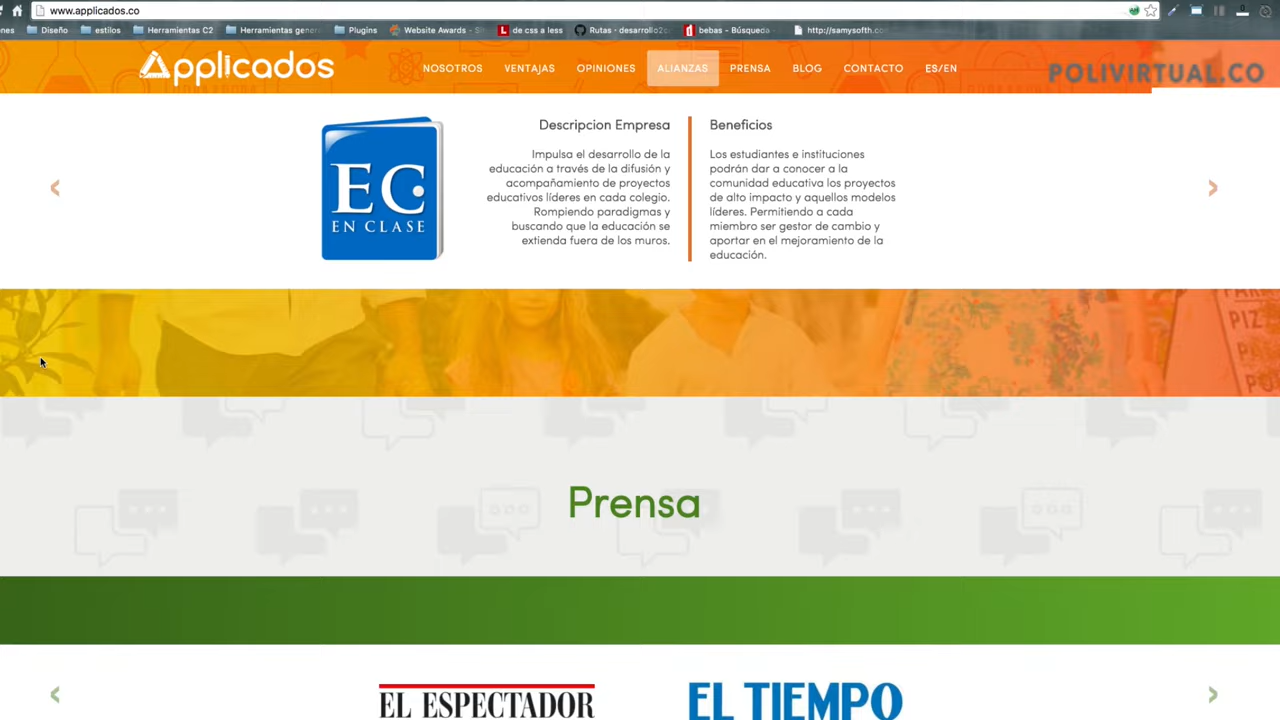 www.applicados.co
Diseño
estilos
Herramientas C2
Herramientas gener
Plugins
Website Awards - S
de css a less
Rutas - desarrollo2c
bebas - Búsqueda
http://samysofth.co
Applicados
NOSOTROS
VENTAJAS
OPINIONES
ALIANZAS
PRENSA
BLOG
CONTACTO
ES/EN
POLIVIRTUAL.CO
EC
EN CLASE
Descripcion Empresa
Impulsa el desarrollo de la
educación a través de la difusión y
acompañamiento de proyectos
educativos líderes en cada colegio.
Rompiendo paradigmas y
buscando que la educación se
extienda fuera de los muros.
Beneficios
Los estudiantes e instituciones
podrán dar a conocer a la
comunidad educativa los proyectos
de alto impacto y aquellos modelos
líderes. Permitiendo a cada
miembro ser gestor de cambio y
aportar en el mejoramiento de la
educación.
Prensa
EL ESPECTADOR
EL TIEMPO